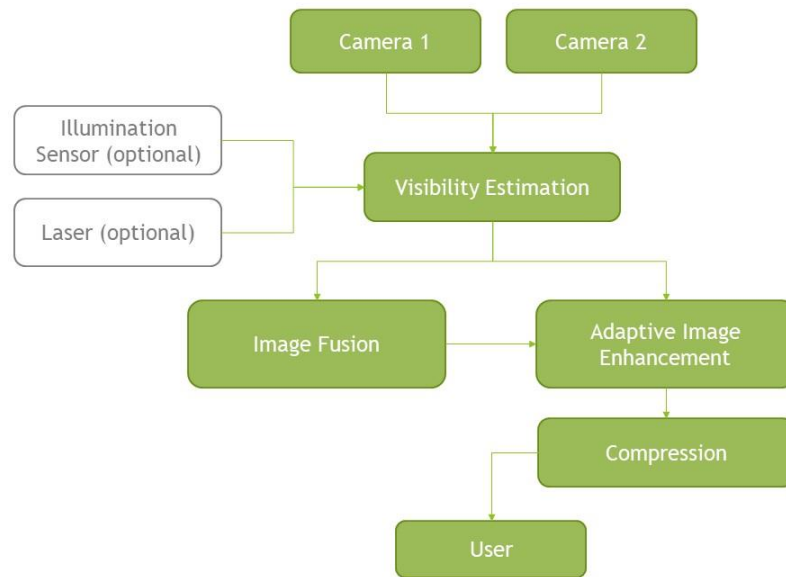 Camera 1
Camera 2
Illumination
Sensor (optional)
Visibility Estimation
Laser (optional)
Image Fusion
Adaptive Image
Enhancement
Compression
User